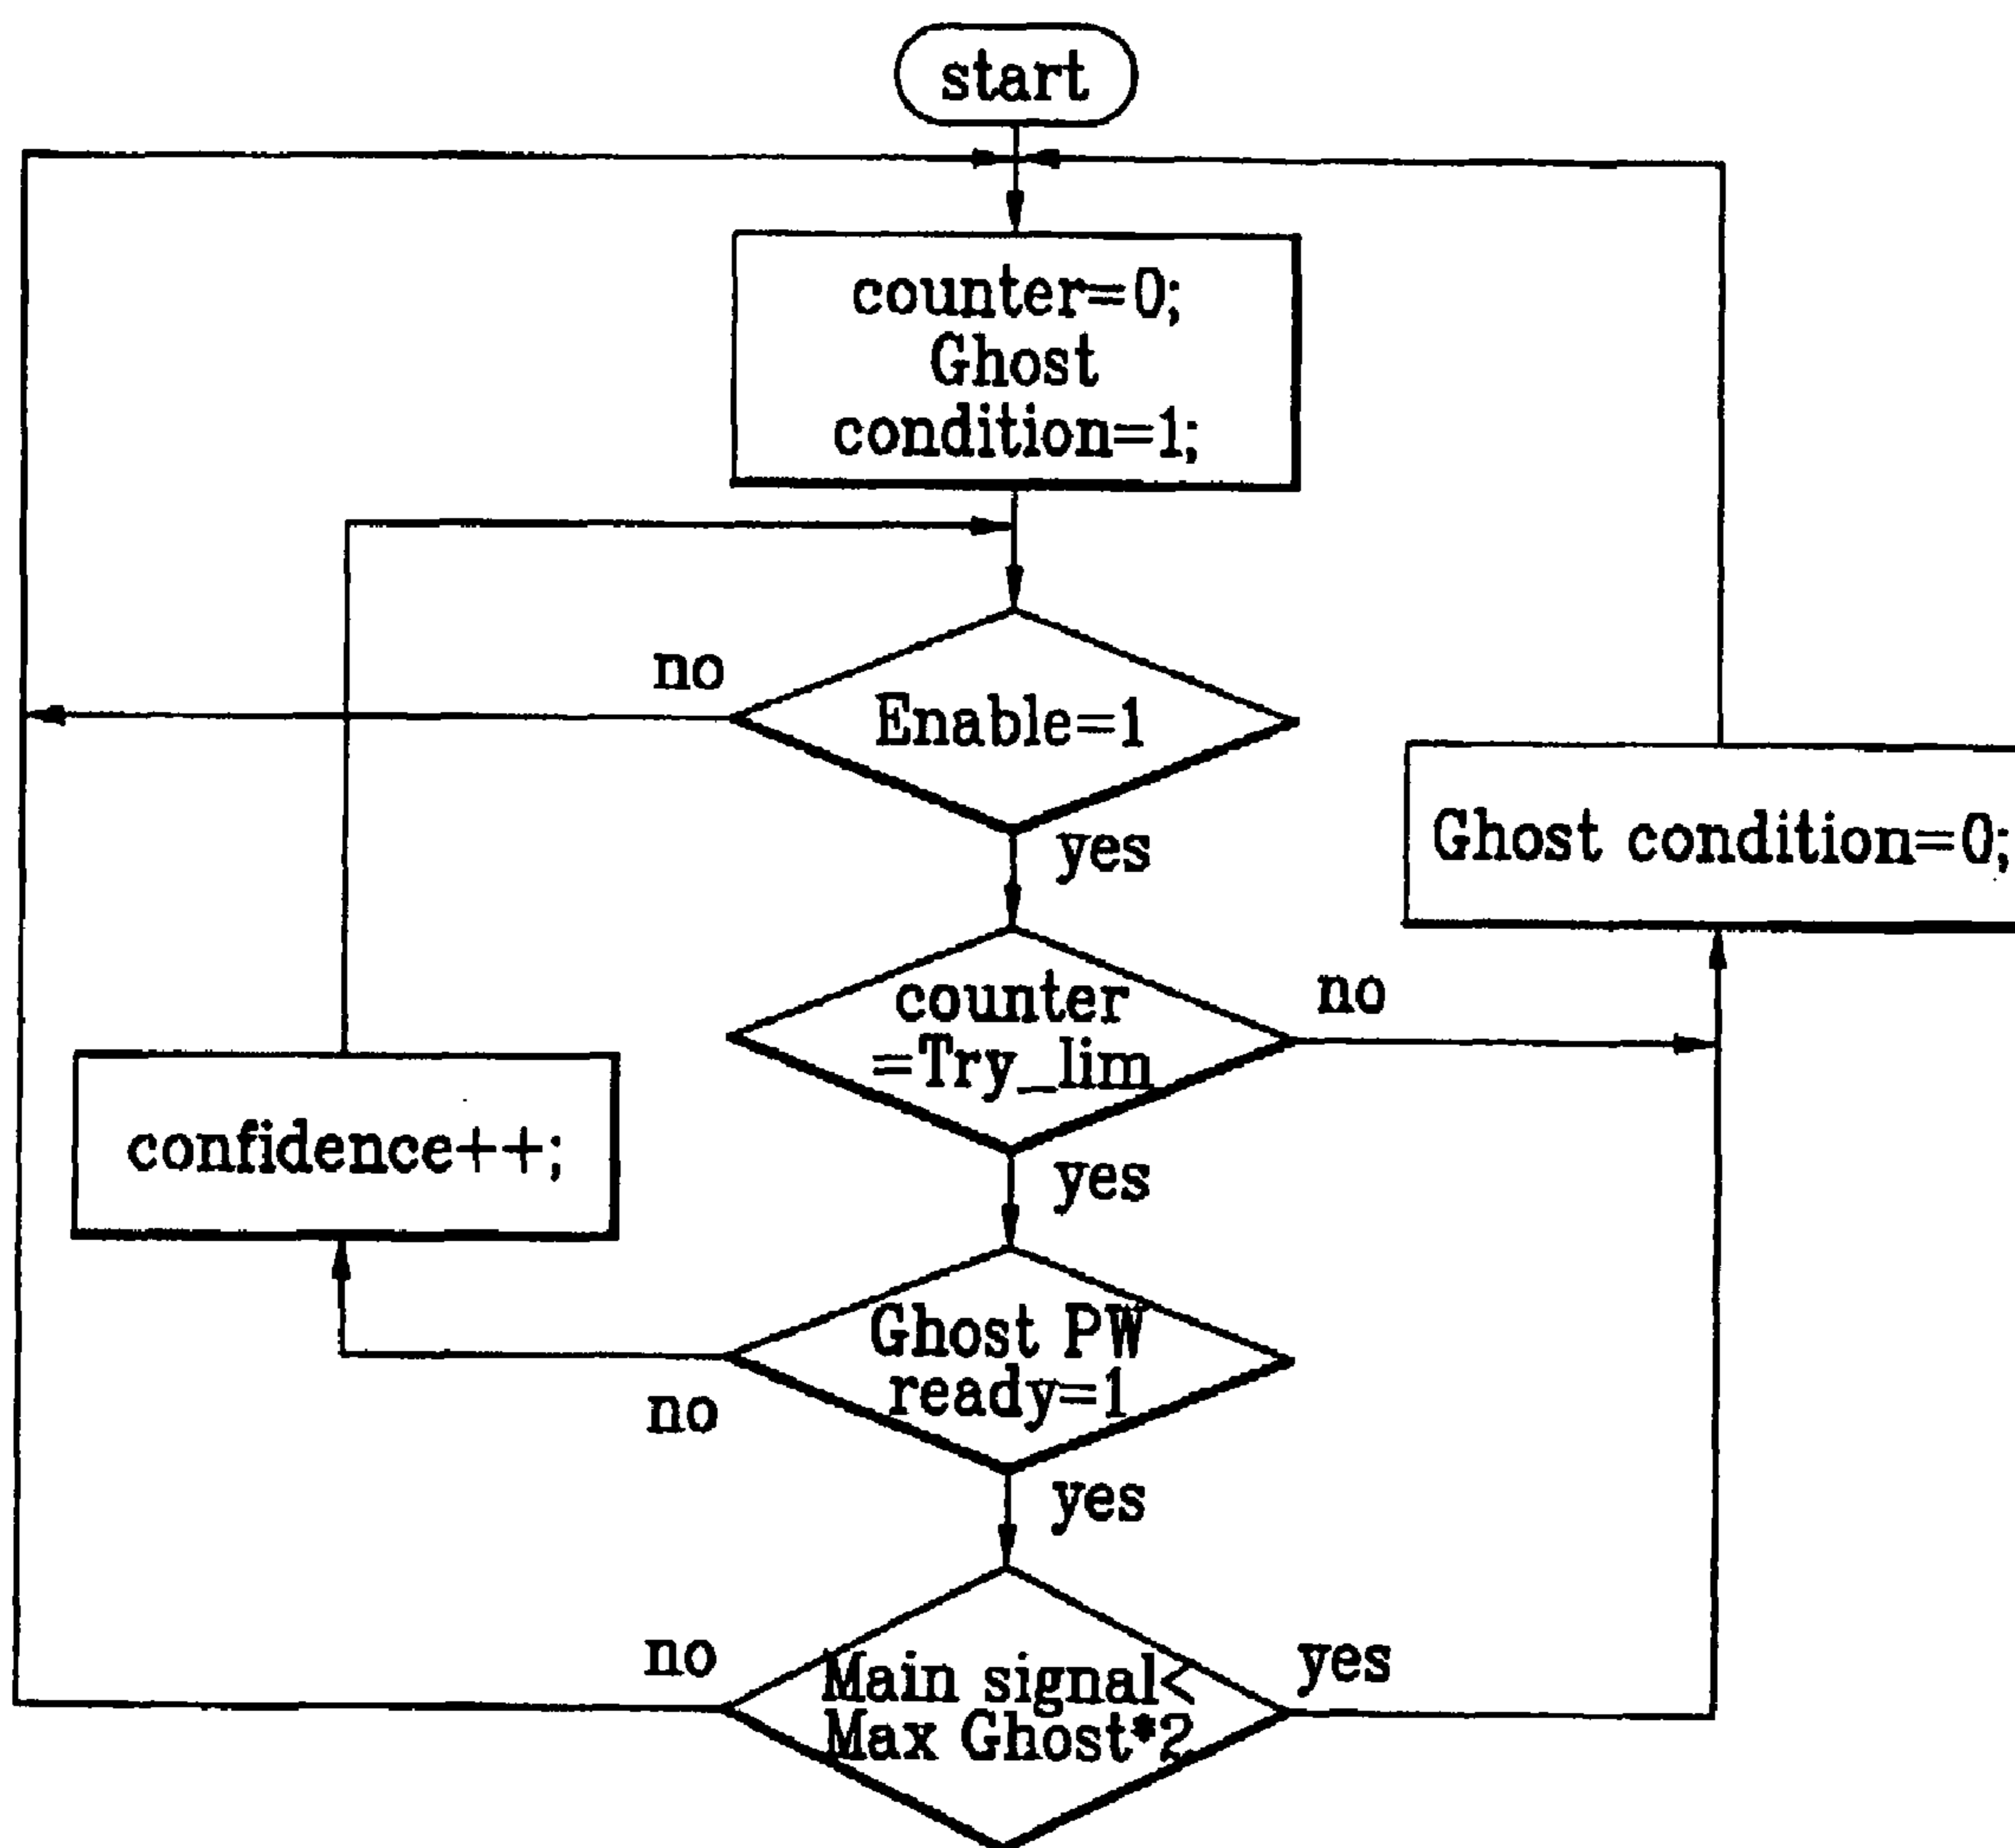 start
counter=0;
Ghost
condition=1;
no
Enable=1
yes
Ghost condition=0;
counter
=Try_lim
no
confidence++;
yes
Ghost PW
ready=1
no
yes
no
Main signal<
Max Ghost*2
yes